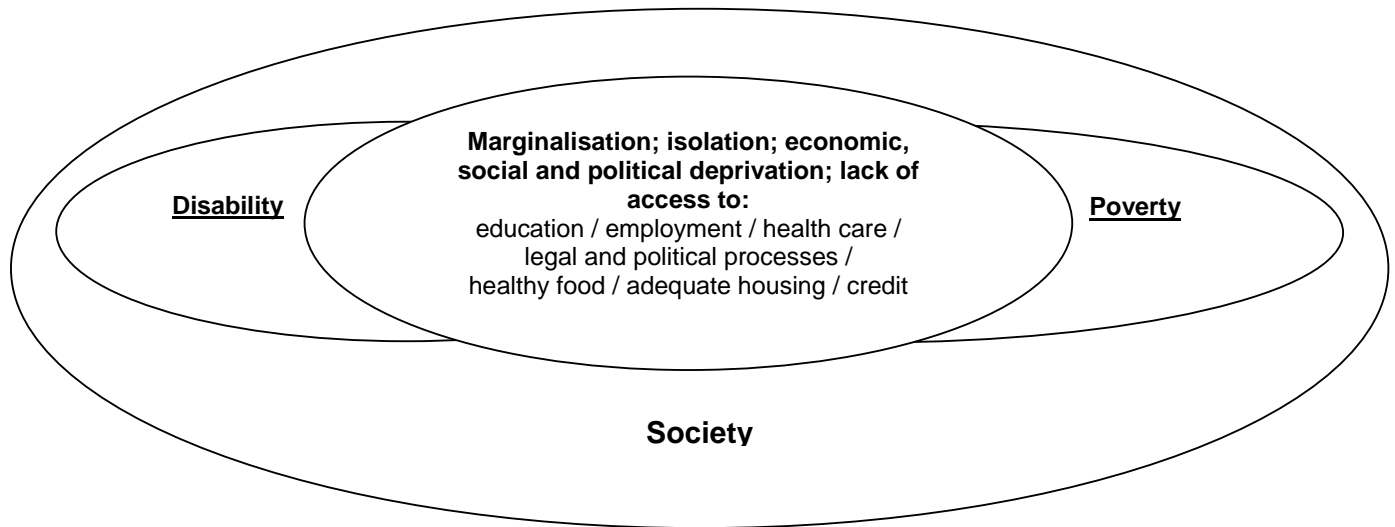 Marginalisation; isolation; economic,
social and political deprivation; lack of
access to:
education / employment / health care /
legal and political processes /
healthy food / adequate housing / credit
Disability
Poverty
Society